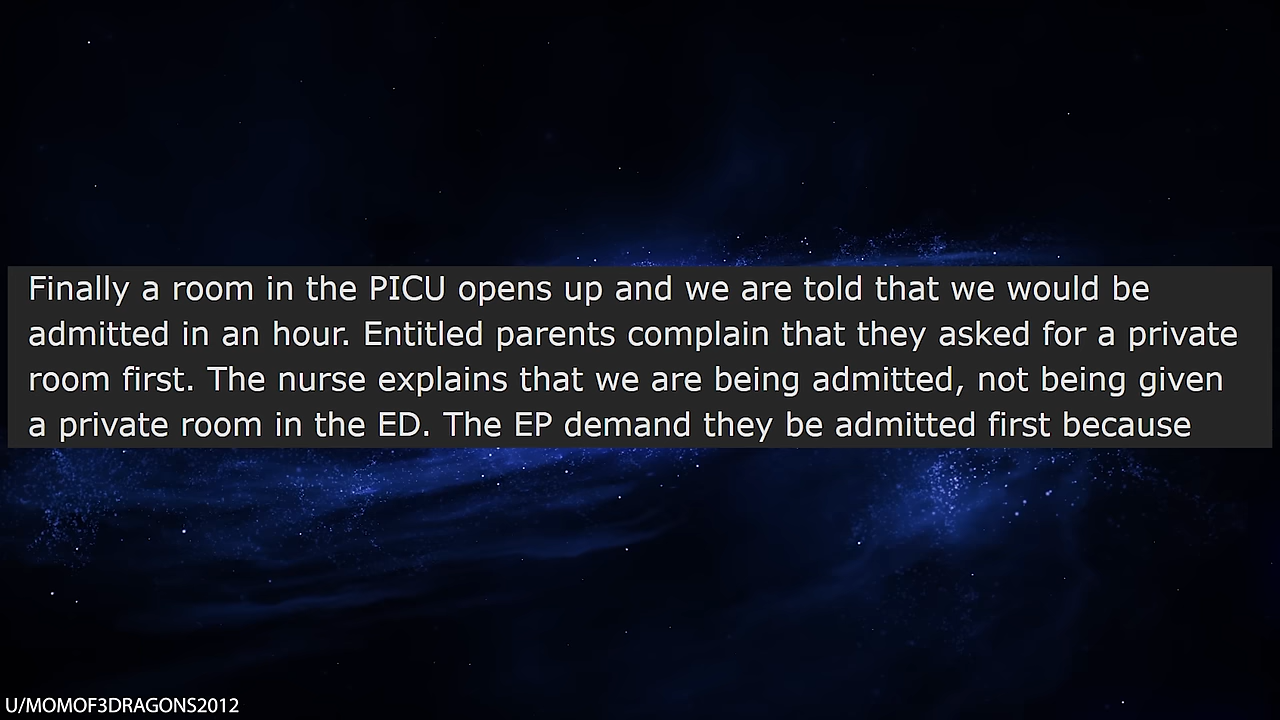 Finally a room in the PICU opens up and we are told that we would be
admitted in an hour. Entitled parents complain that they asked for a private
room first. The nurse explains that we are being admitted, not being given
a private room in the ED. The EP demand they be admitted first because
U/MOMOF3DRAGONS2012